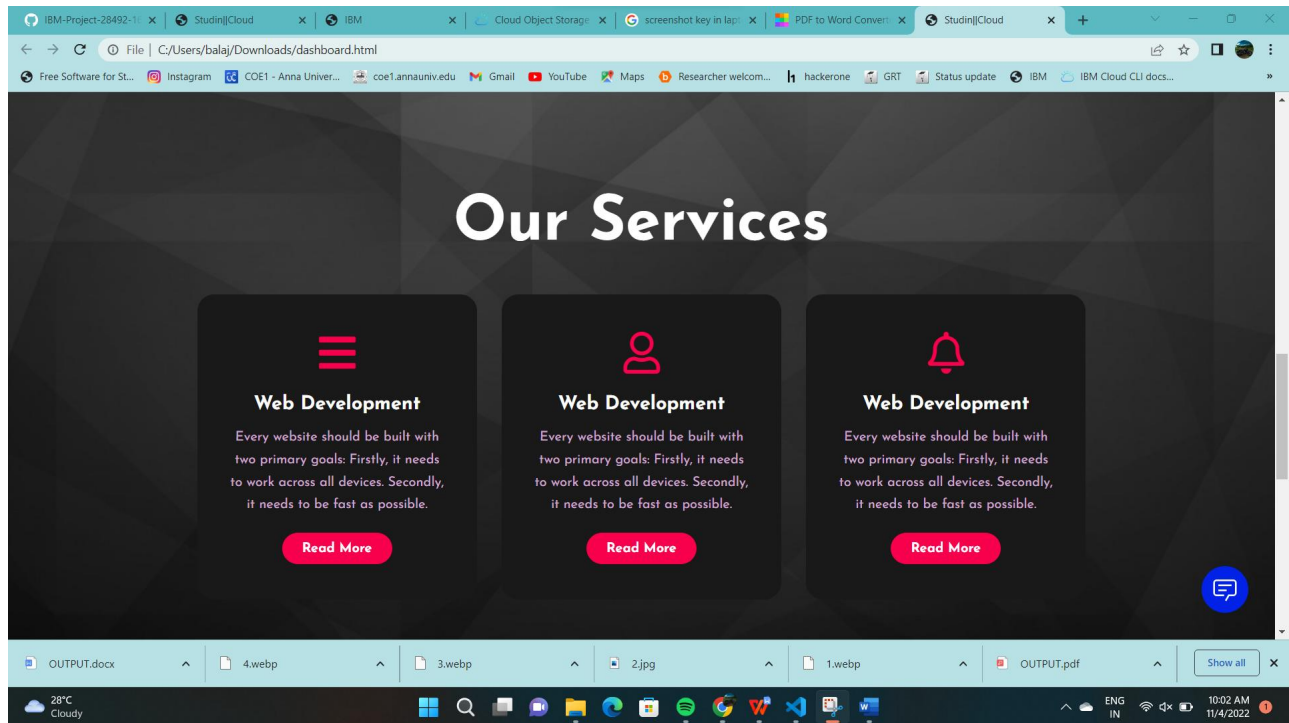 IBM-Project-28492-1
Studin||Cloud
IBM
Cloud Object Storage
screenshot key in lapt
PDF to Word Convert
Studin||Cloud
File | C:/Users/balaj/Downloads/dashboard.html
Free Software for St...
Instagram
COE1 - Anna Univer...
coe1.annauniv.edu
Gmail
YouTube
Maps
Researcher welcom...
hackerone
GRT
Status update
IBM
IBM Cloud CLI docs...
Our Services
Web Development
Every website should be built with
two primary goals: Firstly, it needs
to work across all devices. Secondly,
it needs to be fast as possible.
Read More
Web Development
Every website should be built with
two primary goals: Firstly, it needs
to work across all devices. Secondly,
it needs to be fast as possible.
Read More
Web Development
Every website should be built with
two primary goals: Firstly, it needs
to work across all devices. Secondly,
it needs to be fast as possible.
Read More
OUTPUT.docx
4.webp
3.webp
2.jpg
1.webp
OUTPUT.pdf
Show all
28°C
Cloudy
ENG
IN
10:02 AM
11/4/2022
1